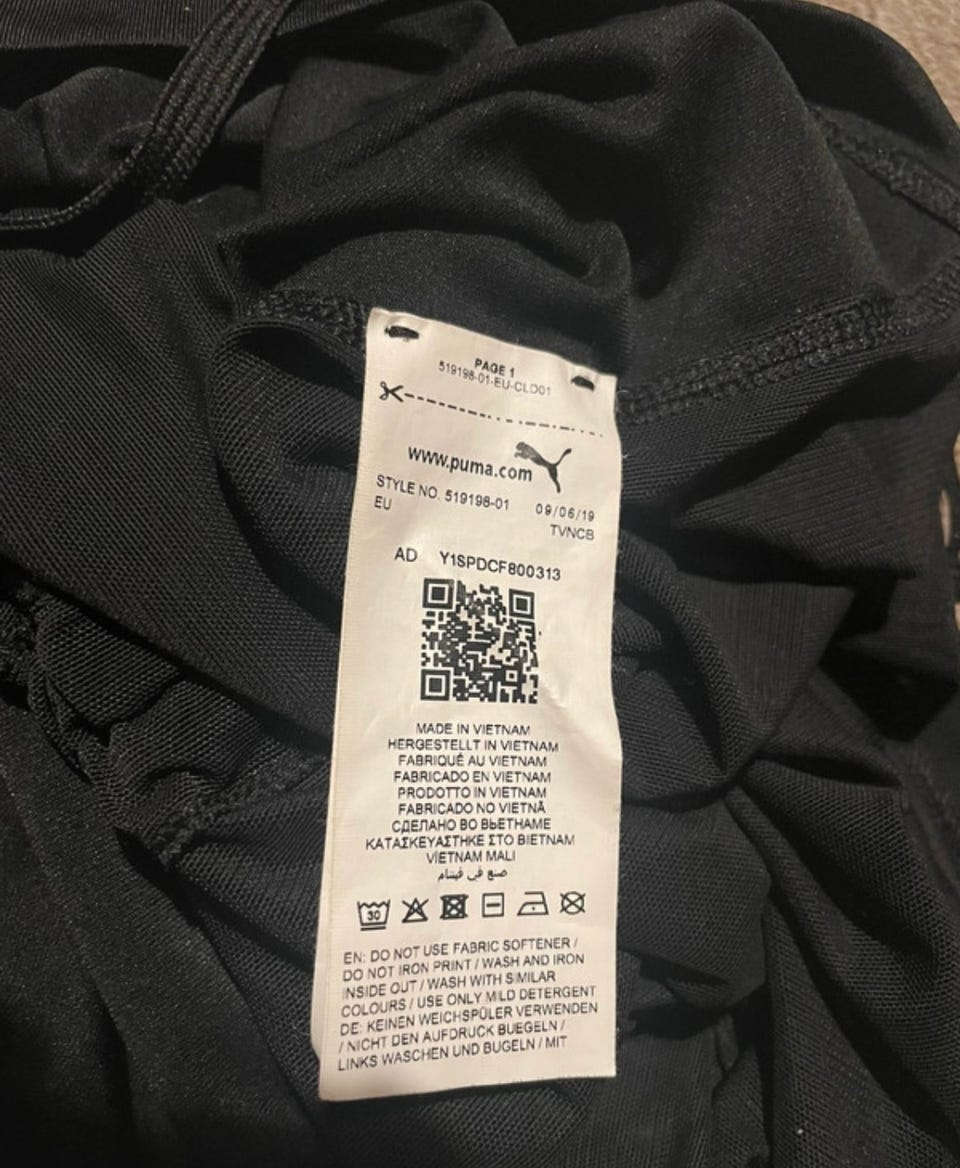 PAGE 1
519198-01-EU-CLD01
www.puma.com
STYLE NO. 519198-01 09/06/19
EU TVNCB
AD Y1SPDCF800313
MADE IN VIETNAM
HERGESTELLT IN VIETNAM
FABRIQUÉ AU VIETNAM
FABRICADO EN VIETNAM
PRODOTTO IN VIETNAM
FABRICADO NO VIETNÃ
СДЕЛАНО ВО ВЬЕТНАМЕ
ΚΑΤΑΣΚΕΥΑΣΤΗΚΕ ΣΤΟ ΒΙΕΤΝΑΜ
VİETNAM MALI
صنع في فيتنام
30
EN: DO NOT USE FABRIC SOFTENER /
DO NOT IRON PRINT / WASH AND IRON
INSIDE OUT / WASH WITH SIMILAR
COLOURS / USE ONLY MILD DETERGENT
DE: KEINEN WEICHSPÜLER VERWENDEN
/ NICHT DEN AUFDRUCK BUEGELN /
LINKS WASCHEN UND BUGELN / MIT